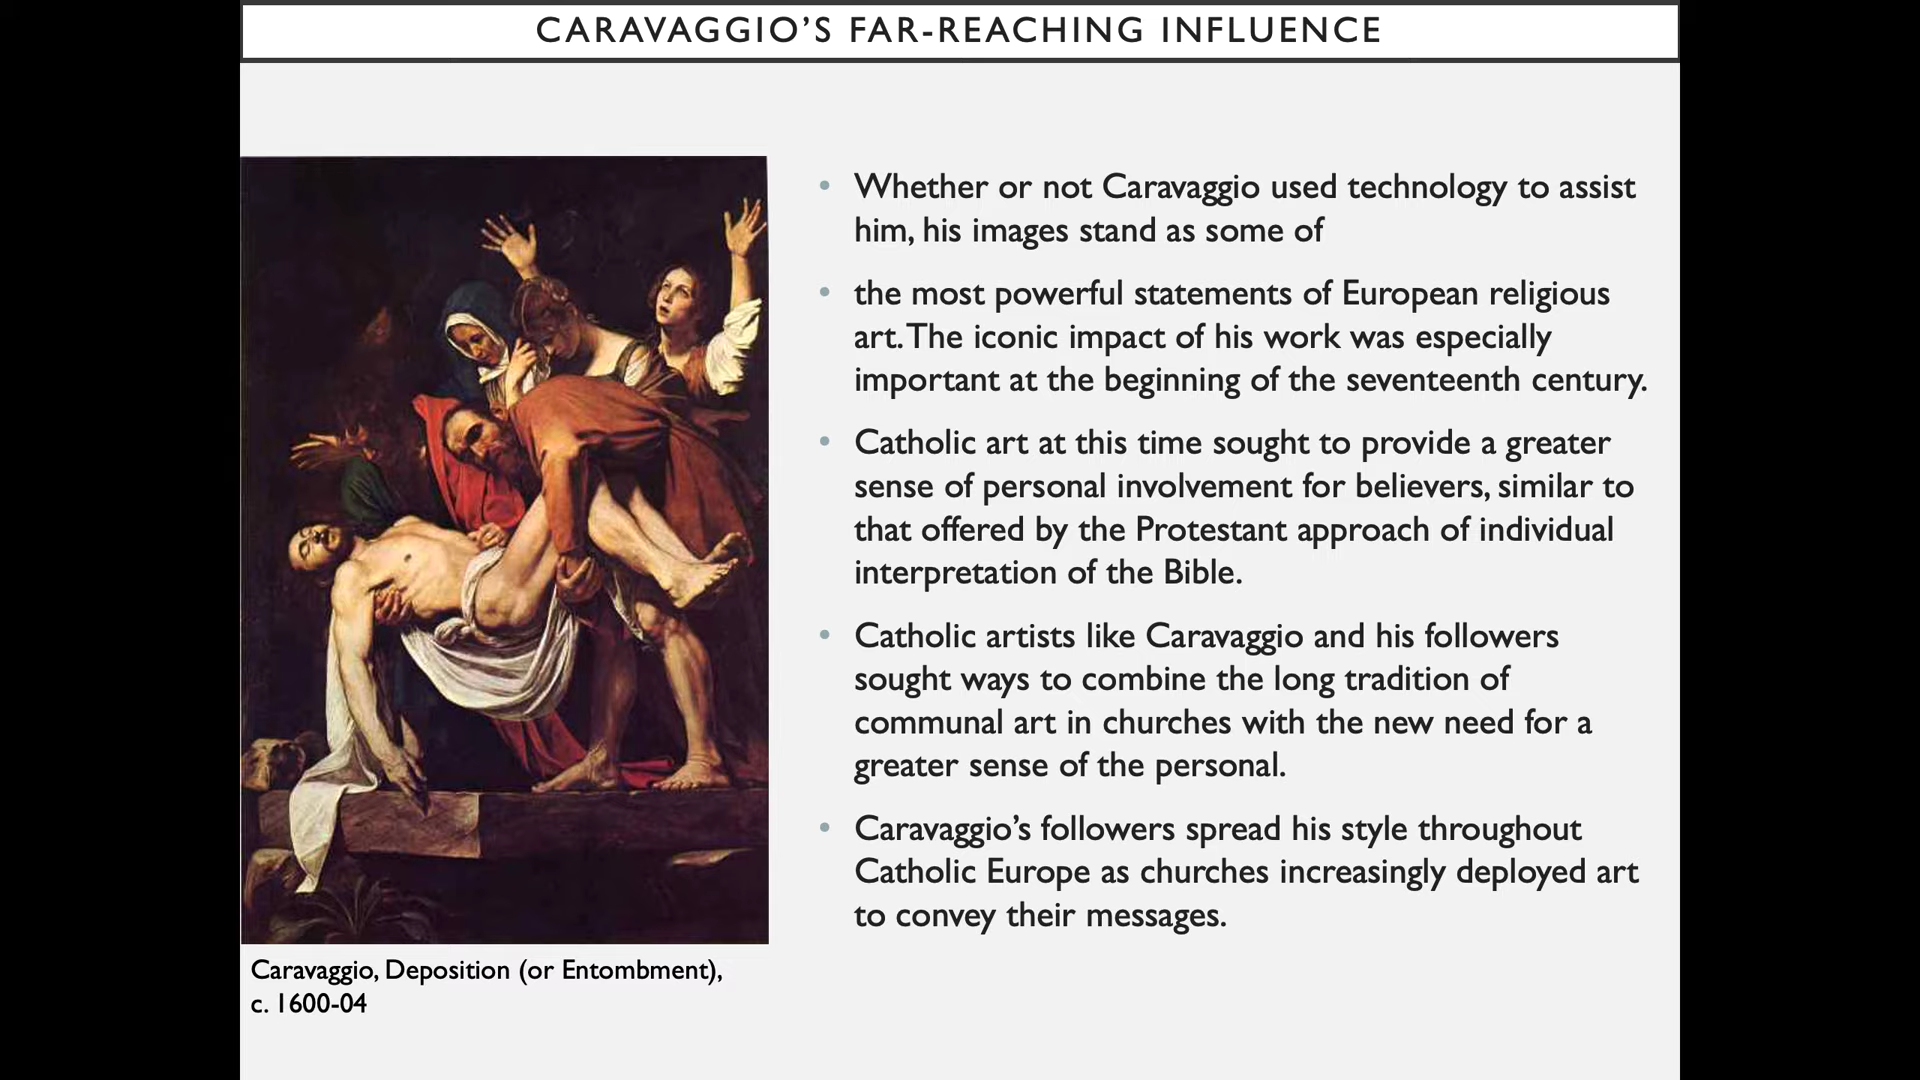 CARAVAGGIO’S FAR-REACHING INFLUENCE
• Whether or not Caravaggio used technology to assist
him, his images stand as some of
• the most powerful statements of European religious
art. The iconic impact of his work was especially
important at the beginning of the seventeenth century.
• Catholic art at this time sought to provide a greater
sense of personal involvement for believers, similar to
that offered by the Protestant approach of individual
interpretation of the Bible.
• Catholic artists like Caravaggio and his followers
sought ways to combine the long tradition of
communal art in churches with the new need for a
greater sense of the personal.
• Caravaggio’s followers spread his style throughout
Catholic Europe as churches increasingly deployed art
to convey their messages.
Caravaggio, Deposition (or Entombment),
c. 1600-04